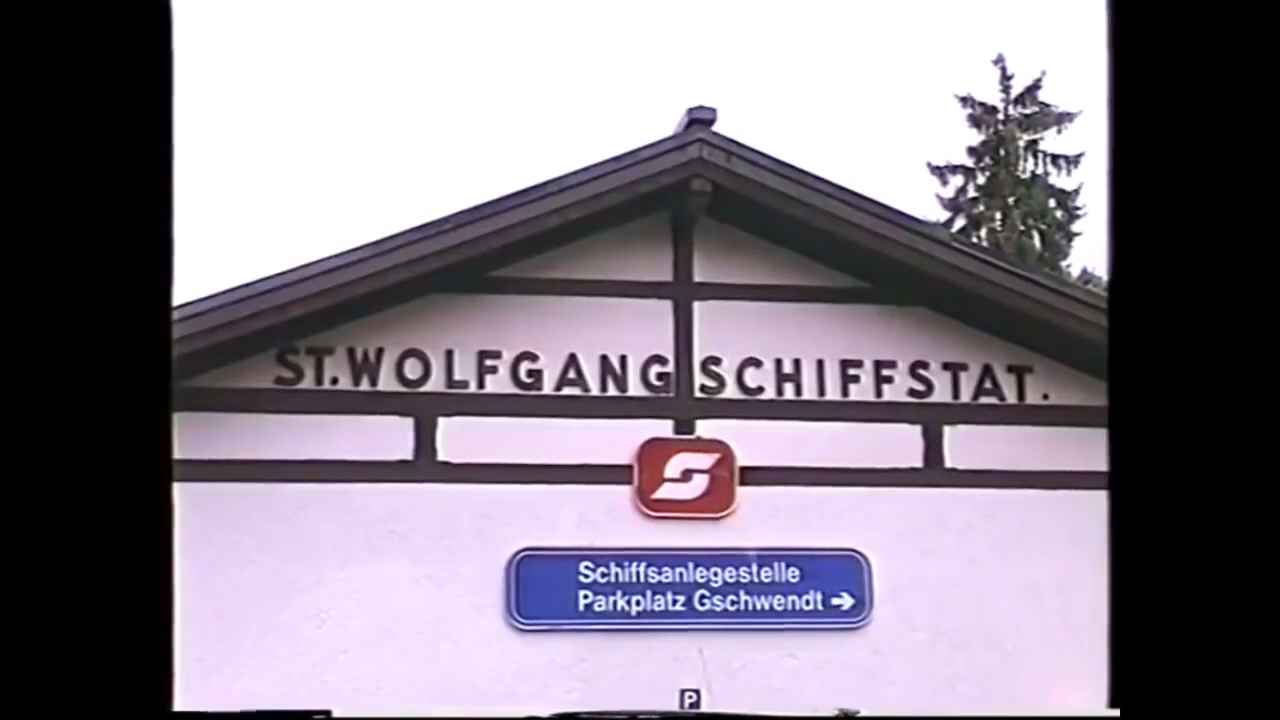 ST. WOLFGANG SCHIFFSTAT.
Schiffsanlegestelle
Parkplatz Gschwendt →
P